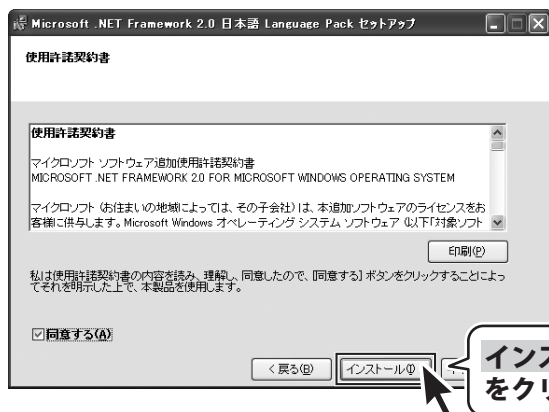 Microsoft .NET Framework 2.0 日本語 Language Pack セットアップ
使用許諾契約書
使用許諾契約書
マイクロソフト ソフトウェア追加使用許諾契約書
MICROSOFT .NET FRAMEWORK 2.0 FOR MICROSOFT WINDOWS OPERATING SYSTEM
マイクロソフト (お住まいの地域によっては、その子会社) は、本追加ソフトウェアのライセンスをお
客様に供与します。Microsoft Windows オペレーティング システム ソフトウェア (以下「対象ソフト
印刷(P)
私は使用許諾契約書の内容を読み、理解し、同意したので、[同意する] ボタンをクリックすることによっ
てそれを明示した上で、本製品を使用します。
同意する(A)
< 戻る(B)
インストール(I)
インス
をクリ